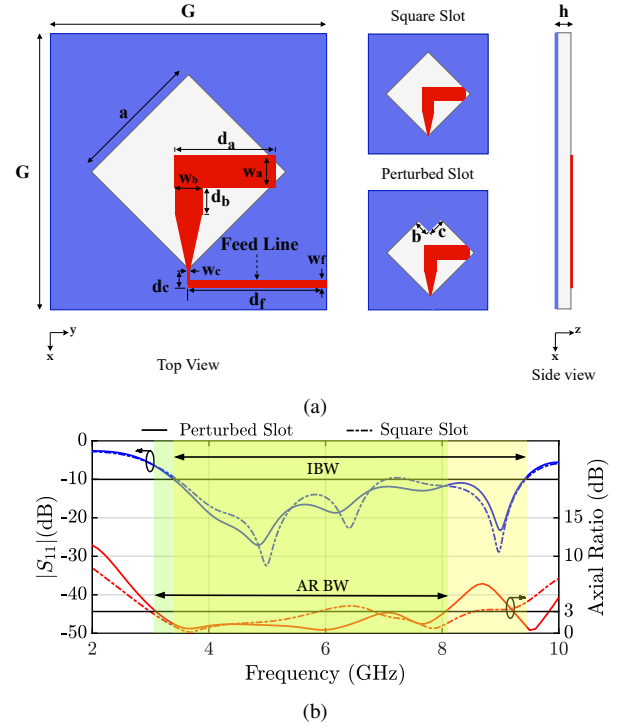 G
Square Slot
h
a
d_a
w_a
w_b
d_b
G
Perturbed Slot
b
c
Feed Line
w_f
w_c
d_c
d_f
y
x
Top View
z
x
Side view
(a)
Perturbed Slot
Square Slot
0
-10
-20
-30
-40
-50
|S_11|(dB)
IBW
AR BW
15
10
3
0
Axial Ratio (dB)
2
4
6
8
10
Frequency (GHz)
(b)